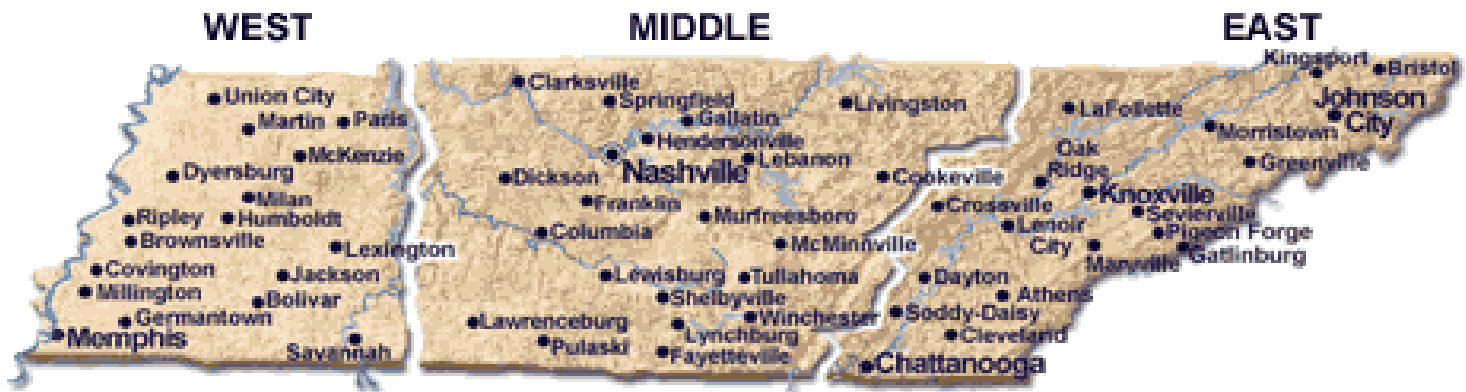 WEST
MIDDLE
EAST
Union City
Martin
Paris
McKenzie
Dyersburg
Milan
Ripley
Humboldt
Brownsville
Lexington
Covington
Jackson
Millington
Bolivar
Germantown
Memphis
Savannah
Clarksville
Springfield
Gallatin
Livingston
Hendersonville
Nashville
Lebanon
Dickson
Cookeville
Franklin
Murfreesboro
Columbia
McMinnville
Lewisburg
Tullahoma
Shelbyville
Winchester
Lawrenceburg
Lynchburg
Pulaski
Fayetteville
Kingsport
Bristol
Johnson
City
LaFollette
Morristown
Oak
Ridge
Greenville
Knoxville
Crossville
Sevierville
Lenoir
City
Pigeon Forge
Maryville
Gatlinburg
Dayton
Athens
Soddy-Daisy
Cleveland
Chattanooga